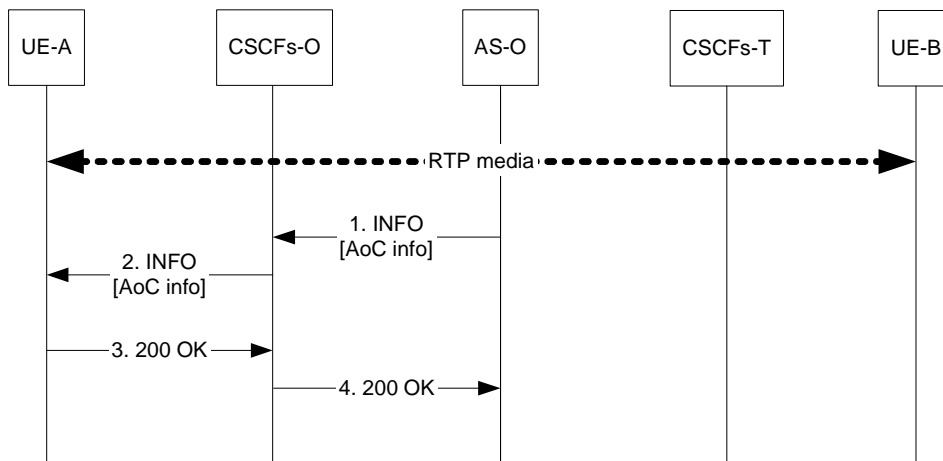 UE-A
CSCFs-O
AS-O
CSCFs-T
UE-B
RTP media
1. INFO
[AoC info]
2. INFO
[AoC info]
3. 200 OK
4. 200 OK